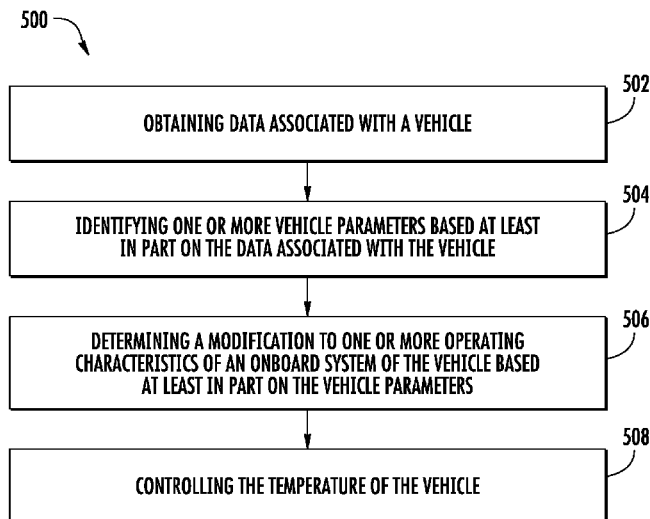 500
502
OBTAINING DATA ASSOCIATED WITH A VEHICLE
504
IDENTIFYING ONE OR MORE VEHICLE PARAMETERS BASED AT LEAST
IN PART ON THE DATA ASSOCIATED WITH THE VEHICLE
506
DETERMINING A MODIFICATION TO ONE OR MORE OPERATING
CHARACTERISTICS OF AN ONBOARD SYSTEM OF THE VEHICLE BASED
AT LEAST IN PART ON THE VEHICLE PARAMETERS
508
CONTROLLING THE TEMPERATURE OF THE VEHICLE